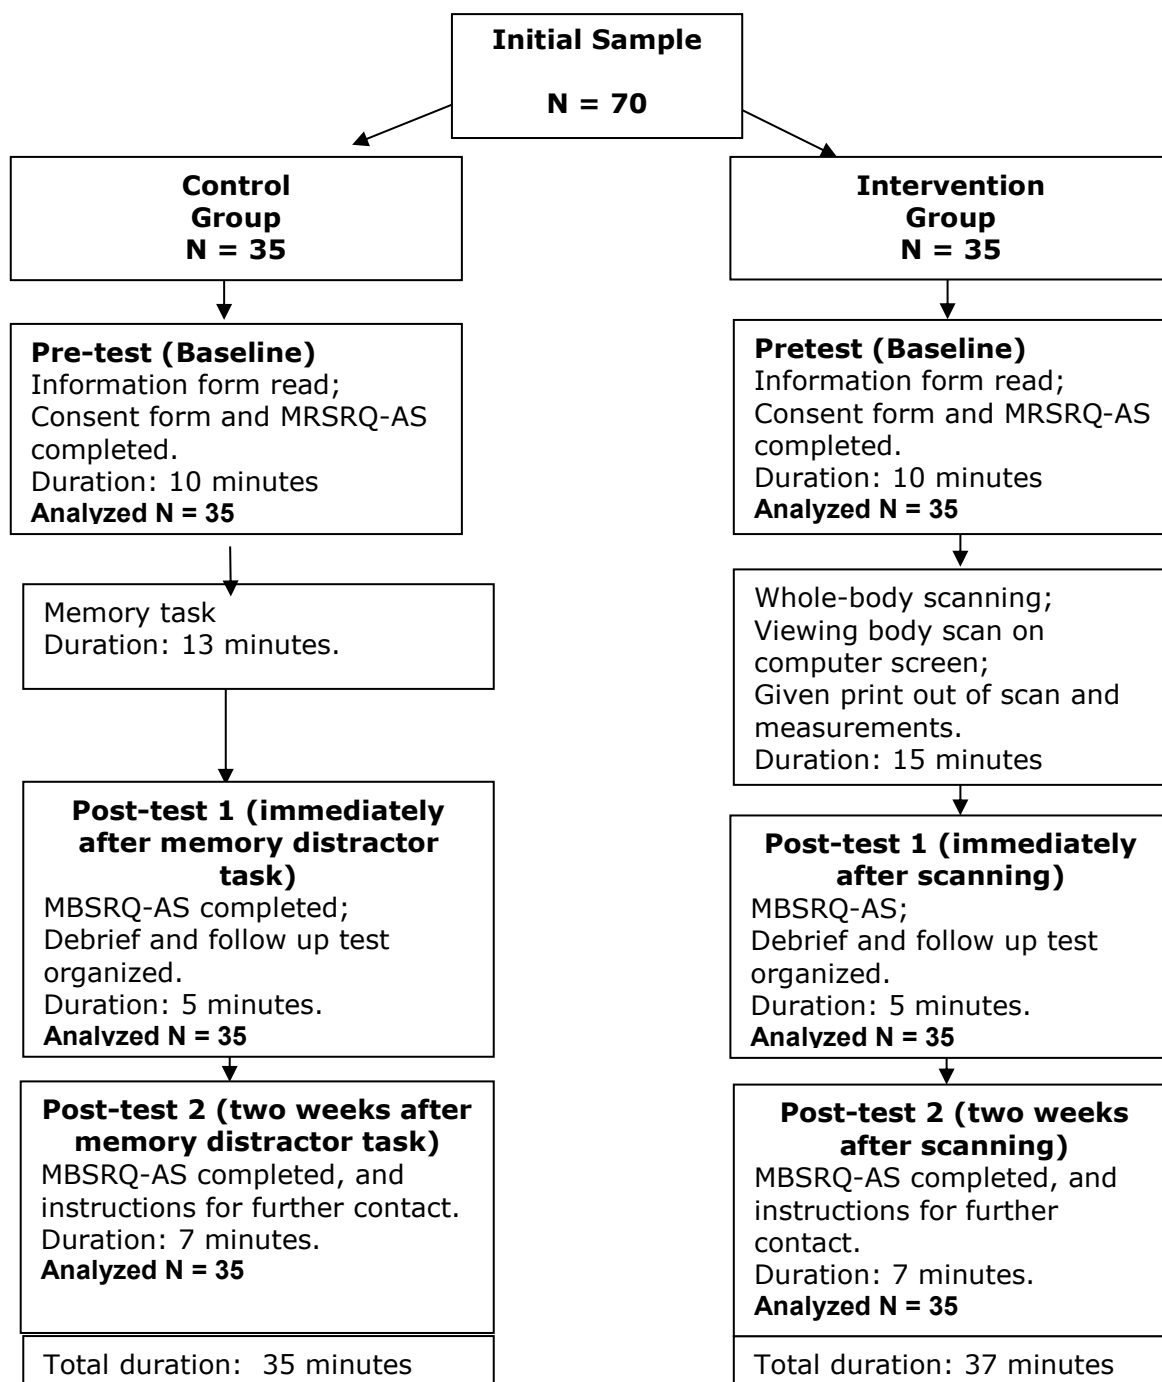 Initial Sample
N = 70
Control
Group
N = 35
Pre-test (Baseline)
Information form read;
Consent form and MRSRQ-AS
completed.
Duration: 10 minutes
Analyzed N = 35
Memory task
Duration: 13 minutes.
Post-test 1 (immediately
after memory distractor
task)
MBSRQ-AS completed;
Debrief and follow up test
organized.
Duration: 5 minutes.
Analyzed N = 35
Post-test 2 (two weeks after
memory distractor task)
MBSRQ-AS completed, and
instructions for further contact.
Duration: 7 minutes.
Analyzed N = 35
Total duration:  35 minutes
Intervention
Group
N = 35
Pretest (Baseline)
Information form read;
Consent form and MRSRQ-AS
completed.
Duration: 10 minutes
Analyzed N = 35
Whole-body scanning;
Viewing body scan on
computer screen;
Given print out of scan and
measurements.
Duration: 15 minutes
Post-test 1 (immediately
after scanning)
MBSRQ-AS;
Debrief and follow up test
organized.
Duration: 5 minutes.
Analyzed N = 35
Post-test 2 (two weeks
after scanning)
MBSRQ-AS completed, and
instructions for further
contact.
Duration: 7 minutes.
Analyzed N = 35
Total duration: 37 minutes